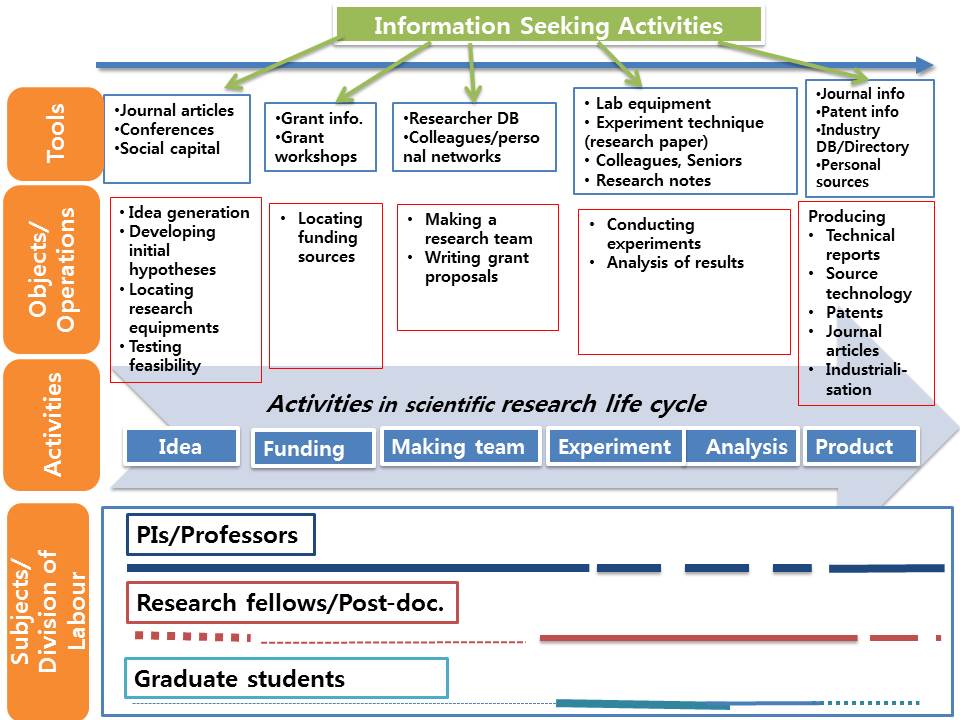 Information Seeking Activities
Tools
•Journal articles
•Conferences
•Social capital
•Grant info.
•Grant
workshops
•Researcher DB
•Colleagues/perso
nal networks
• Lab equipment
• Experiment technique
(research paper)
• Colleagues, Seniors
• Research notes
•Journal info
•Patent info
•Industry
DB/Directory
•Personal
sources
Objects/
Operations
• Idea generation
• Developing
initial
hypotheses
• Locating
research
equipments
• Testing
feasibility
• Locating
funding
sources
• Making a
research team
• Writing grant
proposals
• Conducting
experiments
• Analysis of results
Producing
• Technical
reports
• Source
technology
• Patents
• Journal
articles
• Industriali-
sation
Activities
Activities in scientific research life cycle
Idea
Funding
Making team
Experiment
Analysis
Product
Subjects/
Division of
Labour
PIs/Professors
Research fellows/Post-doc.
Graduate students